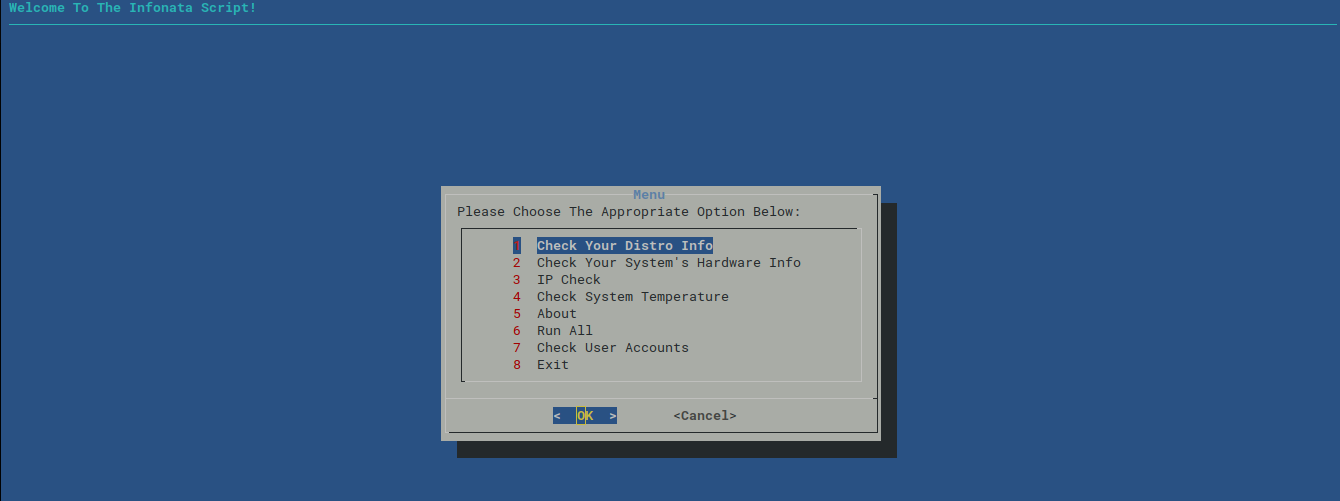 Welcome To The Infonata Script!
Menu
Please Choose The Appropriate Option Below:
1 Check Your Distro Info
2 Check Your System's Hardware Info
3 IP Check
4 Check System Temperature
5 About
6 Run All
7 Check User Accounts
8 Exit
< OK > <Cancel>